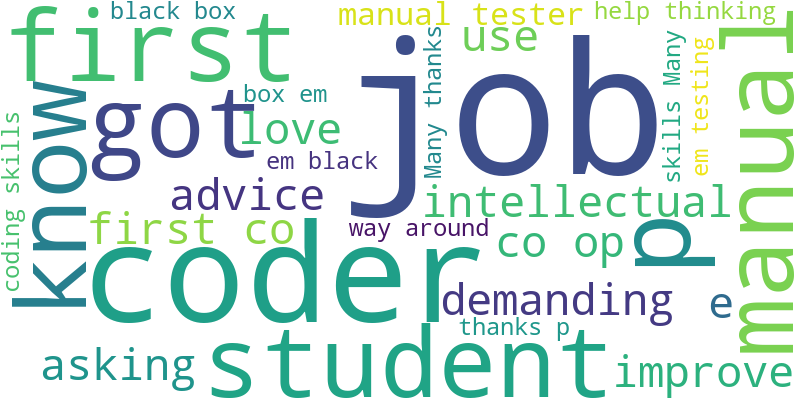 black box
manual tester
help thinking
first
job
use
manual
know
got
box em
love
Many thanks
skills Many
em testing
coding skills
em black
advice
intellectual
first co
way around
co op
p
coder
demanding
e
thanks p
student
asking
improve